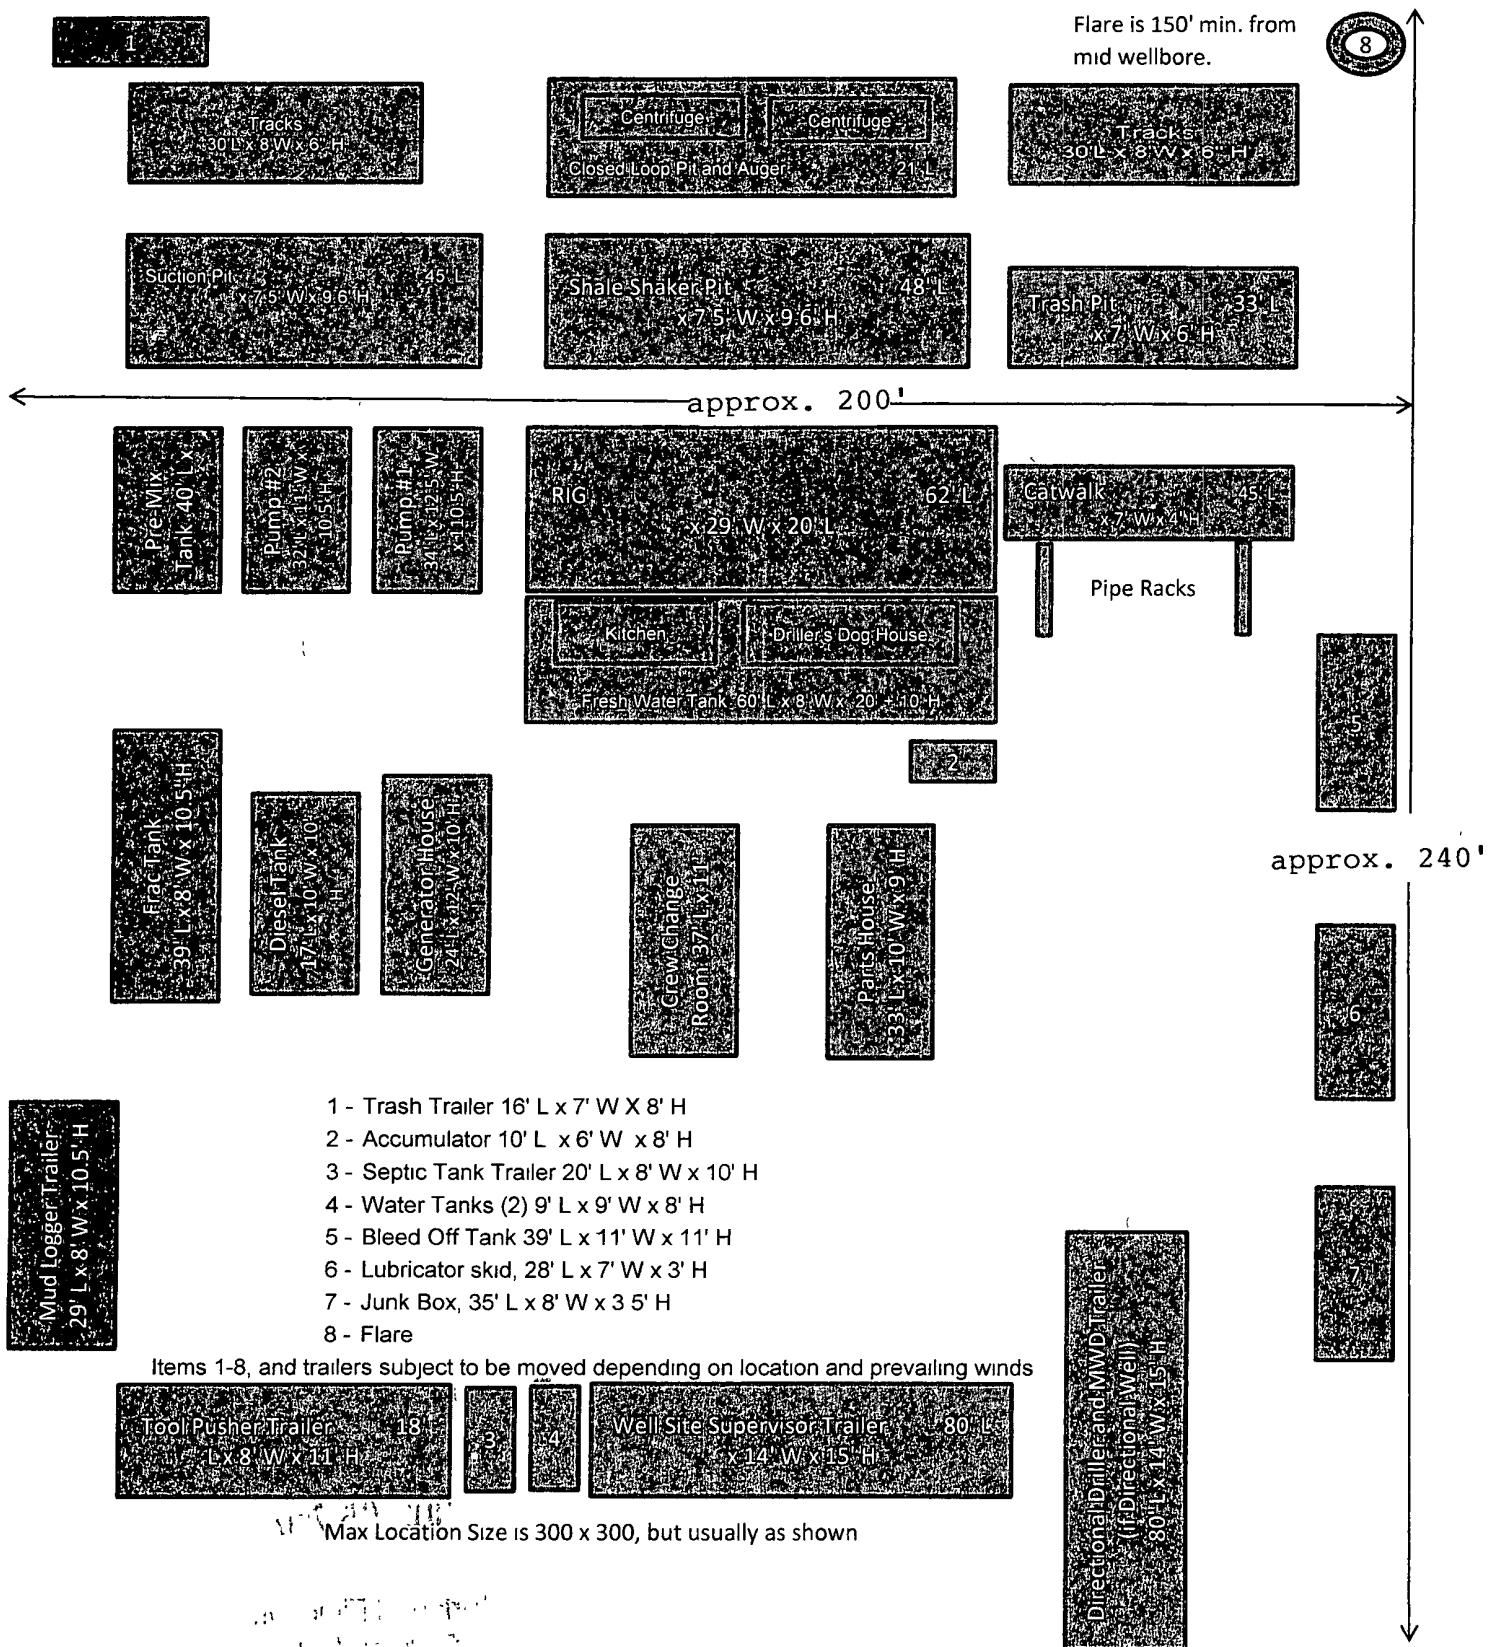 1
Flare is 150' min. from
mid wellbore.
8
Tracks
30' L x 8' W x 6' H
Centrifuge
Centrifuge
Closed Loop Pit and Auger 21' L
Tracks
30' L x 8' W x 6' H
Suction Pit 45' L
x 7.5' W x 9.6' H
Shale Shaker Pit 48' L
x 7.5' W x 9.6' H
Trash Pit 33' L
x 7' W x 6' H
approx. 200'
Pre-Mix
Tank 40' L x
Pump #2
32' L x 11' W x
10.5' H
Pump #1
34' L x 12.5' W
x 10.5' H
RIG 62' L
x 29' W x 20' L
Catwalk 45' L
x 7' W x 4' H
Pipe Racks
Kitchen
Driller's Dog House
Fresh Water Tank 60' L x 8' W x 20' - 10' H
2
5
Frac Tank
39' L x 8' W x 10.5' H
Diesel Tank
17' L x 10' W x 10'
H
Generator House
24' L x 12' W x 10' H
Crew Change
Room 37' L x 11'
Parts House
33' L x 10' W x 9' H
approx. 240'
6
Mud Logger Trailer
29' L x 8' W x 10.5' H
1 - Trash Trailer 16' L x 7' W X 8' H
2 - Accumulator 10' L x 6' W x 8' H
3 - Septic Tank Trailer 20' L x 8' W x 10' H
4 - Water Tanks (2) 9' L x 9' W x 8' H
5 - Bleed Off Tank 39' L x 11' W x 11' H
6 - Lubricator skid, 28' L x 7' W x 3' H
7 - Junk Box, 35' L x 8' W x 3 5' H
8 - Flare
Items 1-8, and trailers subject to be moved depending on location and prevailing winds
7
Tool Pusher Trailer 18'
L x 8' W x 11' H
3
4
Well Site Supervisor Trailer 80' L
x 14' W x 15' H
Directional Driller and MWD Trailer
(if Directional Well)
80' L x 14' W x 15' H
Max Location Size is 300 x 300, but usually as shown